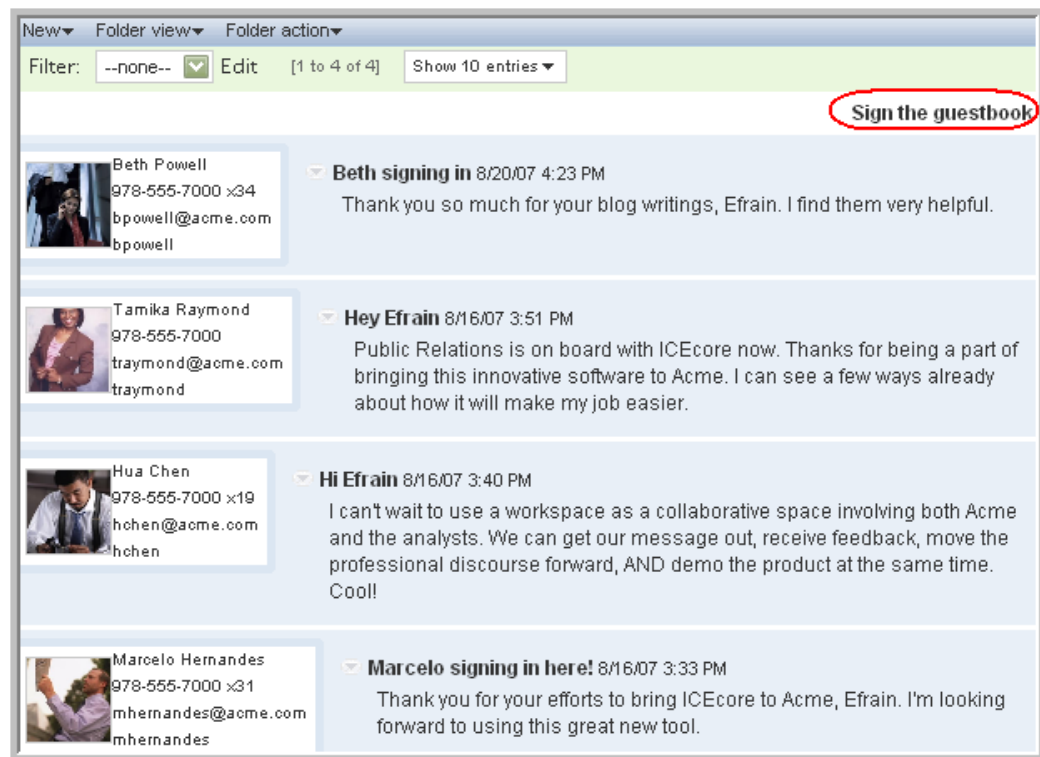 New▾ Folder view▾ Folder action▾
Filter: --none-- Edit [1 to 4 of 4] Show 10 entries ▾
Sign the guestbook
Beth Powell
978-555-7000 x34
bpowell@acme.com
bpowell
Beth signing in 8/20/07 4:23 PM
Thank you so much for your blog writings, Efrain. I find them very helpful.
Tamika Raymond
978-555-7000
traymond@acme.com
traymond
Hey Efrain 8/16/07 3:51 PM
Public Relations is on board with ICEcore now. Thanks for being a part of
bringing this innovative software to Acme. I can see a few ways already
about how it will make my job easier.
Hua Chen
978-555-7000 x19
hchen@acme.com
hchen
Hi Efrain 8/16/07 3:40 PM
I can't wait to use a workspace as a collaborative space involving both Acme
and the analysts. We can get our message out, receive feedback, move the
professional discourse forward, AND demo the product at the same time.
Cool!
Marcelo Hernandes
978-555-7000 x31
mhernandes@acme.com
mhernandes
Marcelo signing in here! 8/16/07 3:33 PM
Thank you for your efforts to bring ICEcore to Acme, Efrain. I'm looking
forward to using this great new tool.